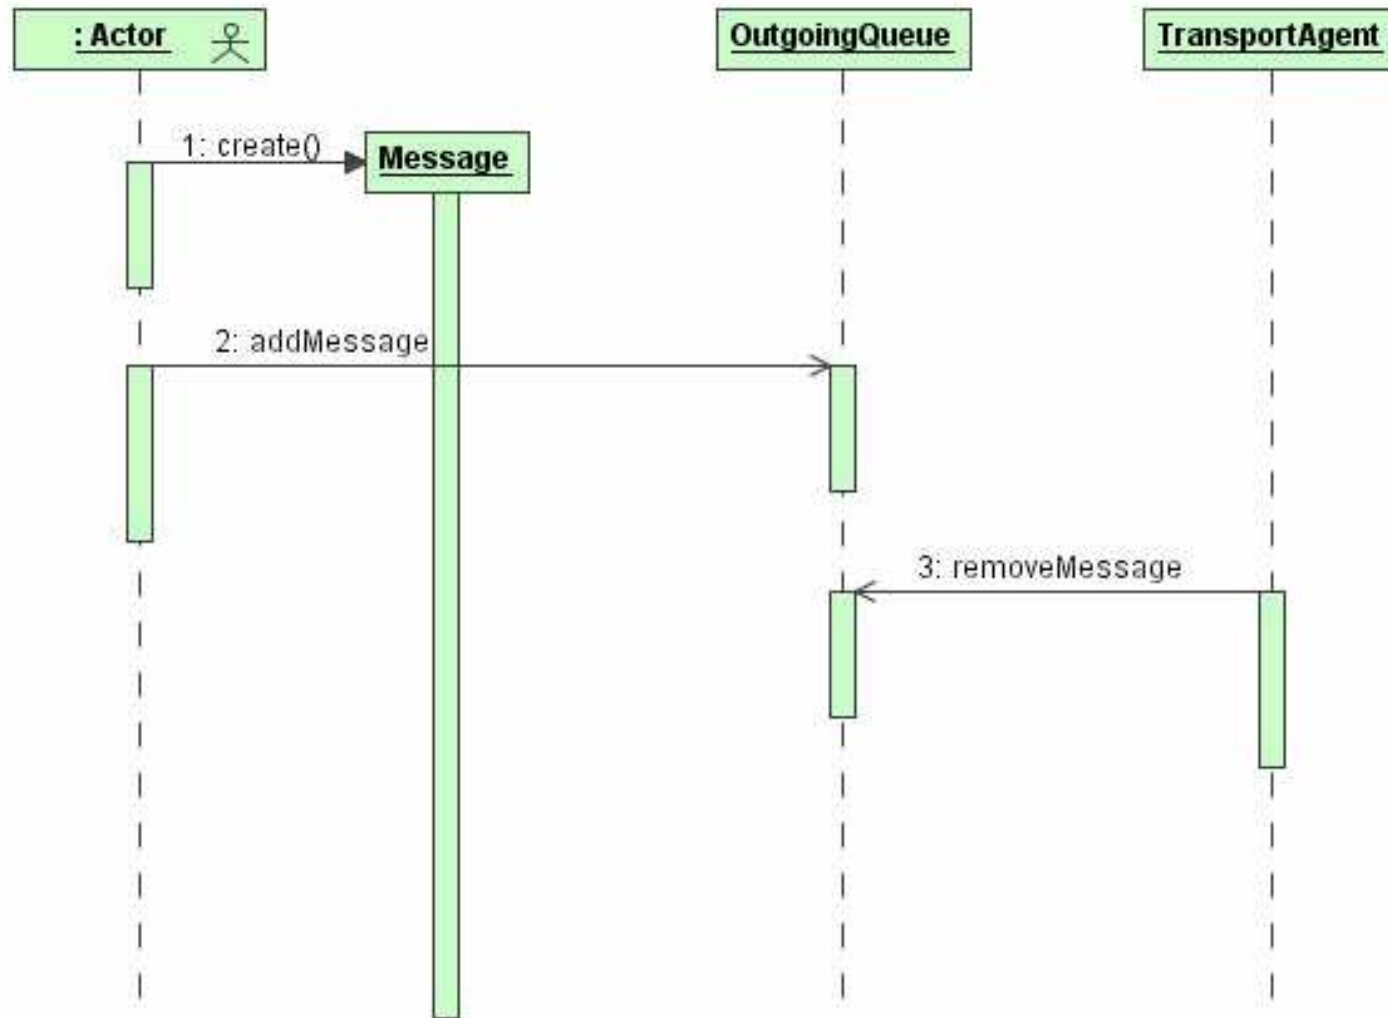 : Actor
OutgoingQueue
TransportAgent
1: create()
Message
2: addMessage
3: removeMessage